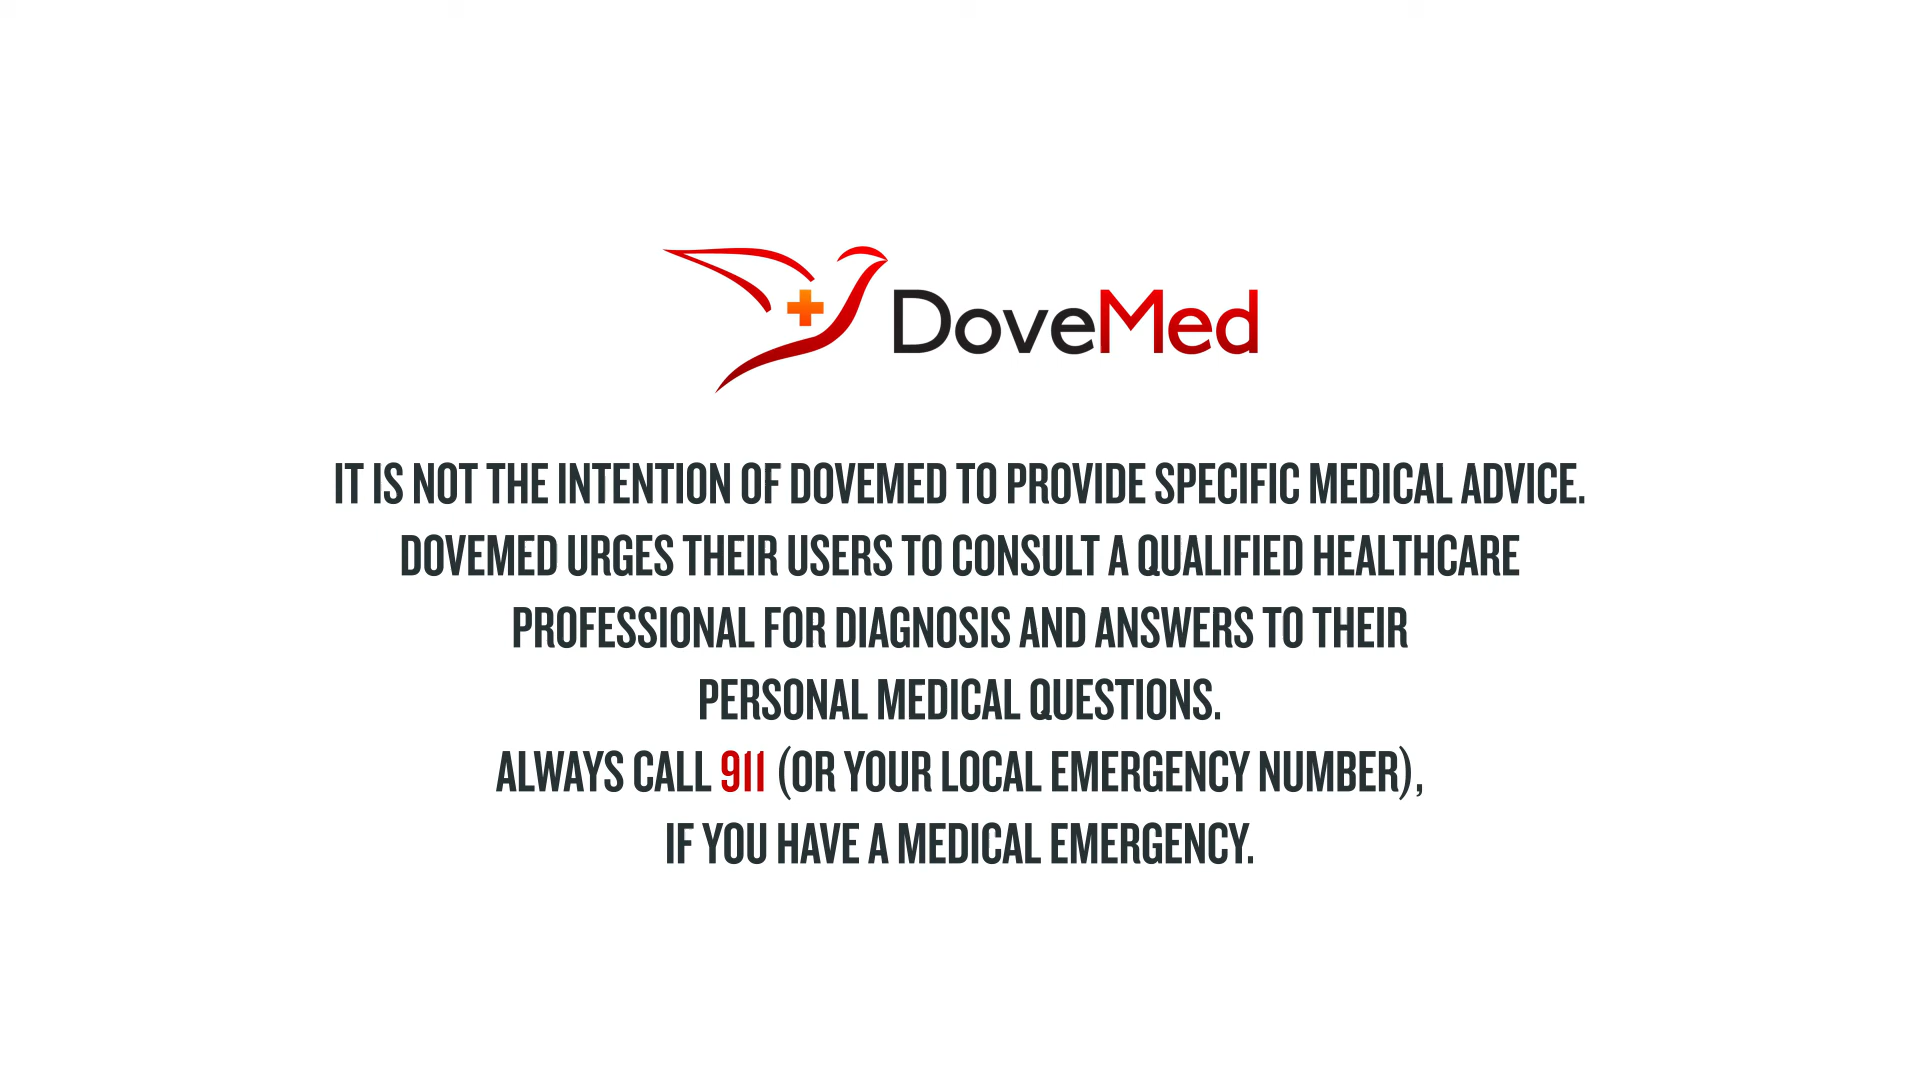 DoveMed
IT IS NOT THE INTENTION OF DOVEMED TO PROVIDE SPECIFIC MEDICAL ADVICE.
DOVEMED URGES THEIR USERS TO CONSULT A QUALIFIED HEALTHCARE
PROFESSIONAL FOR DIAGNOSIS AND ANSWERS TO THEIR
PERSONAL MEDICAL QUESTIONS.
ALWAYS CALL 911 (OR YOUR LOCAL EMERGENCY NUMBER),
IF YOU HAVE A MEDICAL EMERGENCY.